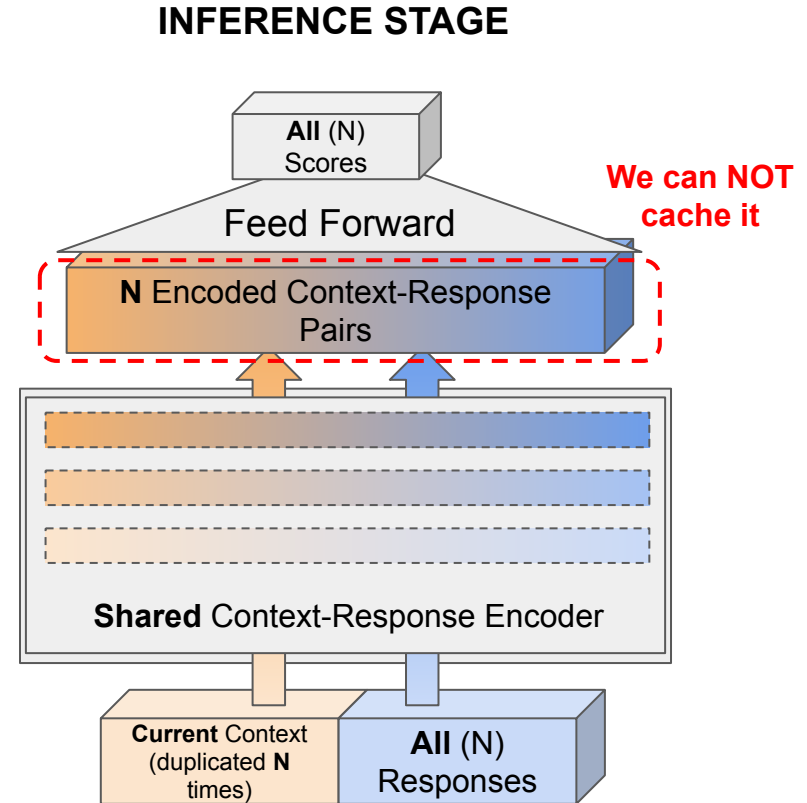 INFERENCE STAGE
All (N)
Scores
We can NOT
cache it
Feed Forward
N Encoded Context-Response
Pairs
Shared Context-Response Encoder
Current Context
(duplicated N
times)
All (N)
Responses